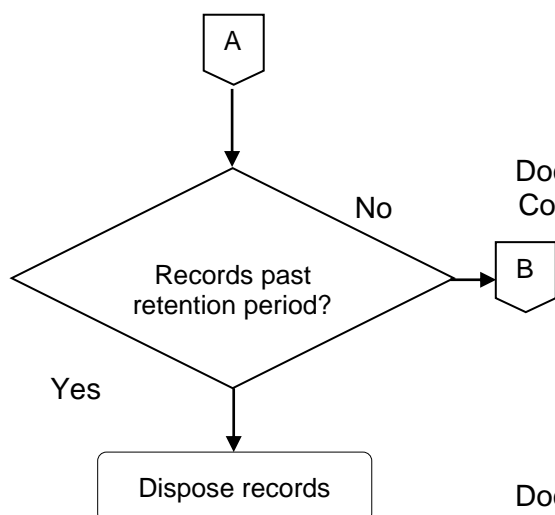 A
No
Records past
retention period?
B
Yes
Dispose records